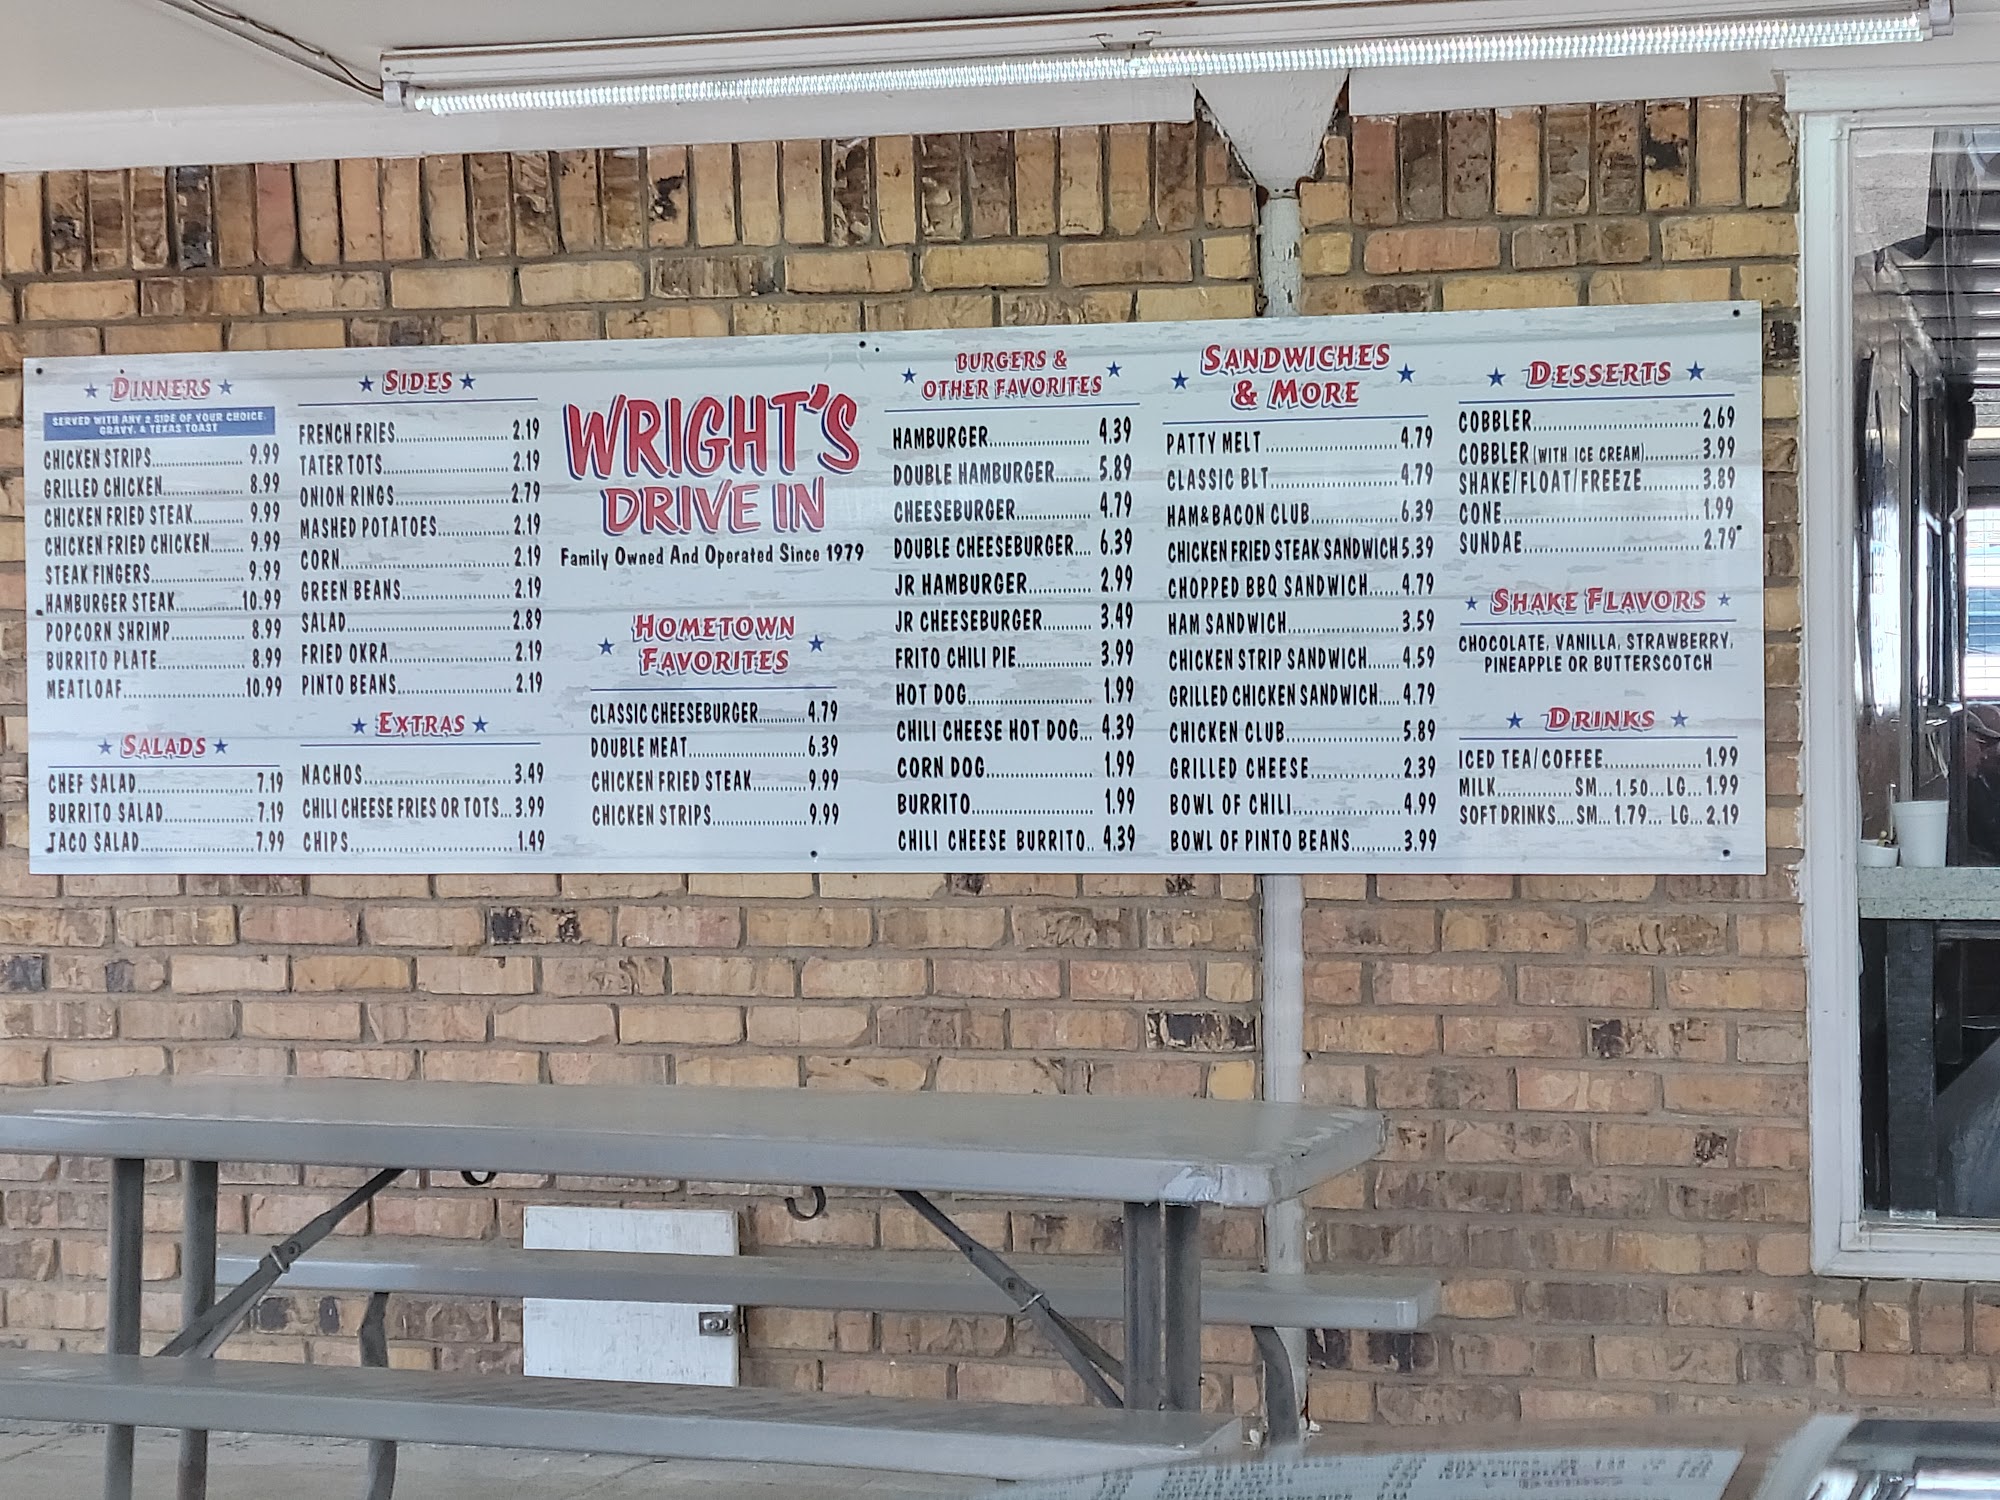 DINNERS
SERVED WITH ANY 2 SIDE OF YOUR CHOICE,
GRAVY, & TEXAS TOAST
CHICKEN STRIPS 9.99
GRILLED CHICKEN 8.99
CHICKEN FRIED STEAK 9.99
CHICKEN FRIED CHICKEN 9.99
STEAK FINGERS 9.99
HAMBURGER STEAK 10.99
POPCORN SHRIMP 8.99
BURRITO PLATE 8.99
MEATLOAF 10.99
SALADS
CHEF SALAD 7.19
BURRITO SALAD 7.19
TACO SALAD 7.99
SIDES
FRENCH FRIES 2.19
TATER TOTS 2.19
ONION RINGS 2.79
MASHED POTATOES 2.19
CORN 2.19
GREEN BEANS 2.19
SALAD 2.89
FRIED OKRA 2.19
PINTO BEANS 2.19
EXTRAS
NACHOS 3.49
CHILI CHEESE FRIES OR TOTS 3.99
CHIPS 1.49
WRIGHT'S
DRIVE IN
Family Owned And Operated Since 1979
HOMETOWN
FAVORITES
CLASSIC CHEESEBURGER 4.79
DOUBLE MEAT 6.39
CHICKEN FRIED STEAK 9.99
CHICKEN STRIPS 9.99
BURGERS &
OTHER FAVORITES
HAMBURGER 4.39
DOUBLE HAMBURGER 5.89
CHEESEBURGER 4.79
DOUBLE CHEESEBURGER 6.39
JR HAMBURGER 2.99
JR CHEESEBURGER 3.49
FRITO CHILI PIE 3.99
HOT DOG 1.99
CHILI CHEESE HOT DOG 4.39
CORN DOG 1.99
BURRITO 1.99
CHILI CHEESE BURRITO 4.39
SANDWICHES
& MORE
PATTY MELT 4.79
CLASSIC BLT 4.79
HAM&BACON CLUB 6.39
CHICKEN FRIED STEAK SANDWICH 5.39
CHOPPED BBQ SANDWICH 4.79
HAM SANDWICH 3.59
CHICKEN STRIP SANDWICH 4.59
GRILLED CHICKEN SANDWICH 4.79
CHICKEN CLUB 5.89
GRILLED CHEESE 2.39
BOWL OF CHILI 4.99
BOWL OF PINTO BEANS 3.99
DESSERTS
COBBLER 2.69
COBBLER (WITH ICE CREAM) 3.99
SHAKE/FLOAT/FREEZE 3.89
CONE 1.99
SUNDAE 2.79
SHAKE FLAVORS
CHOCOLATE, VANILLA, STRAWBERRY,
PINEAPPLE OR BUTTERSCOTCH
DRINKS
ICED TEA/COFFEE 1.99
MILK SM...1.50...LG...1.99
SOFT DRINKS....SM...1.79... LG...2.19